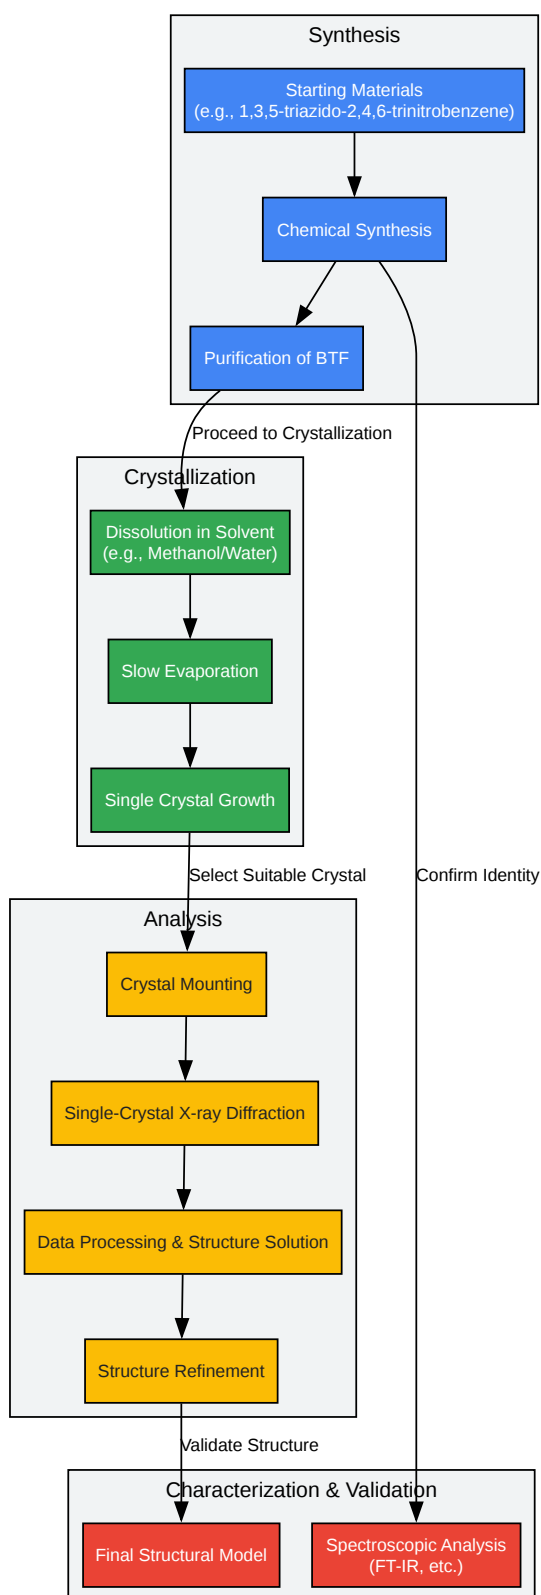 Synthesis
Starting Materials
(e.g., 1,3,5-triazido-2,4,6-trinitrobenzene)
Chemical Synthesis
Purification of BTF
Proceed to Crystallization
Crystallization
Dissolution in Solvent
(e.g., Methanol/Water)
Slow Evaporation
Single Crystal Growth
Select Suitable Crystal
Confirm Identity
Analysis
Crystal Mounting
Single-Crystal X-ray Diffraction
Data Processing & Structure Solution
Structure Refinement
Validate Structure
Characterization & Validation
Final Structural Model
Spectroscopic Analysis
(FT-IR, etc.)